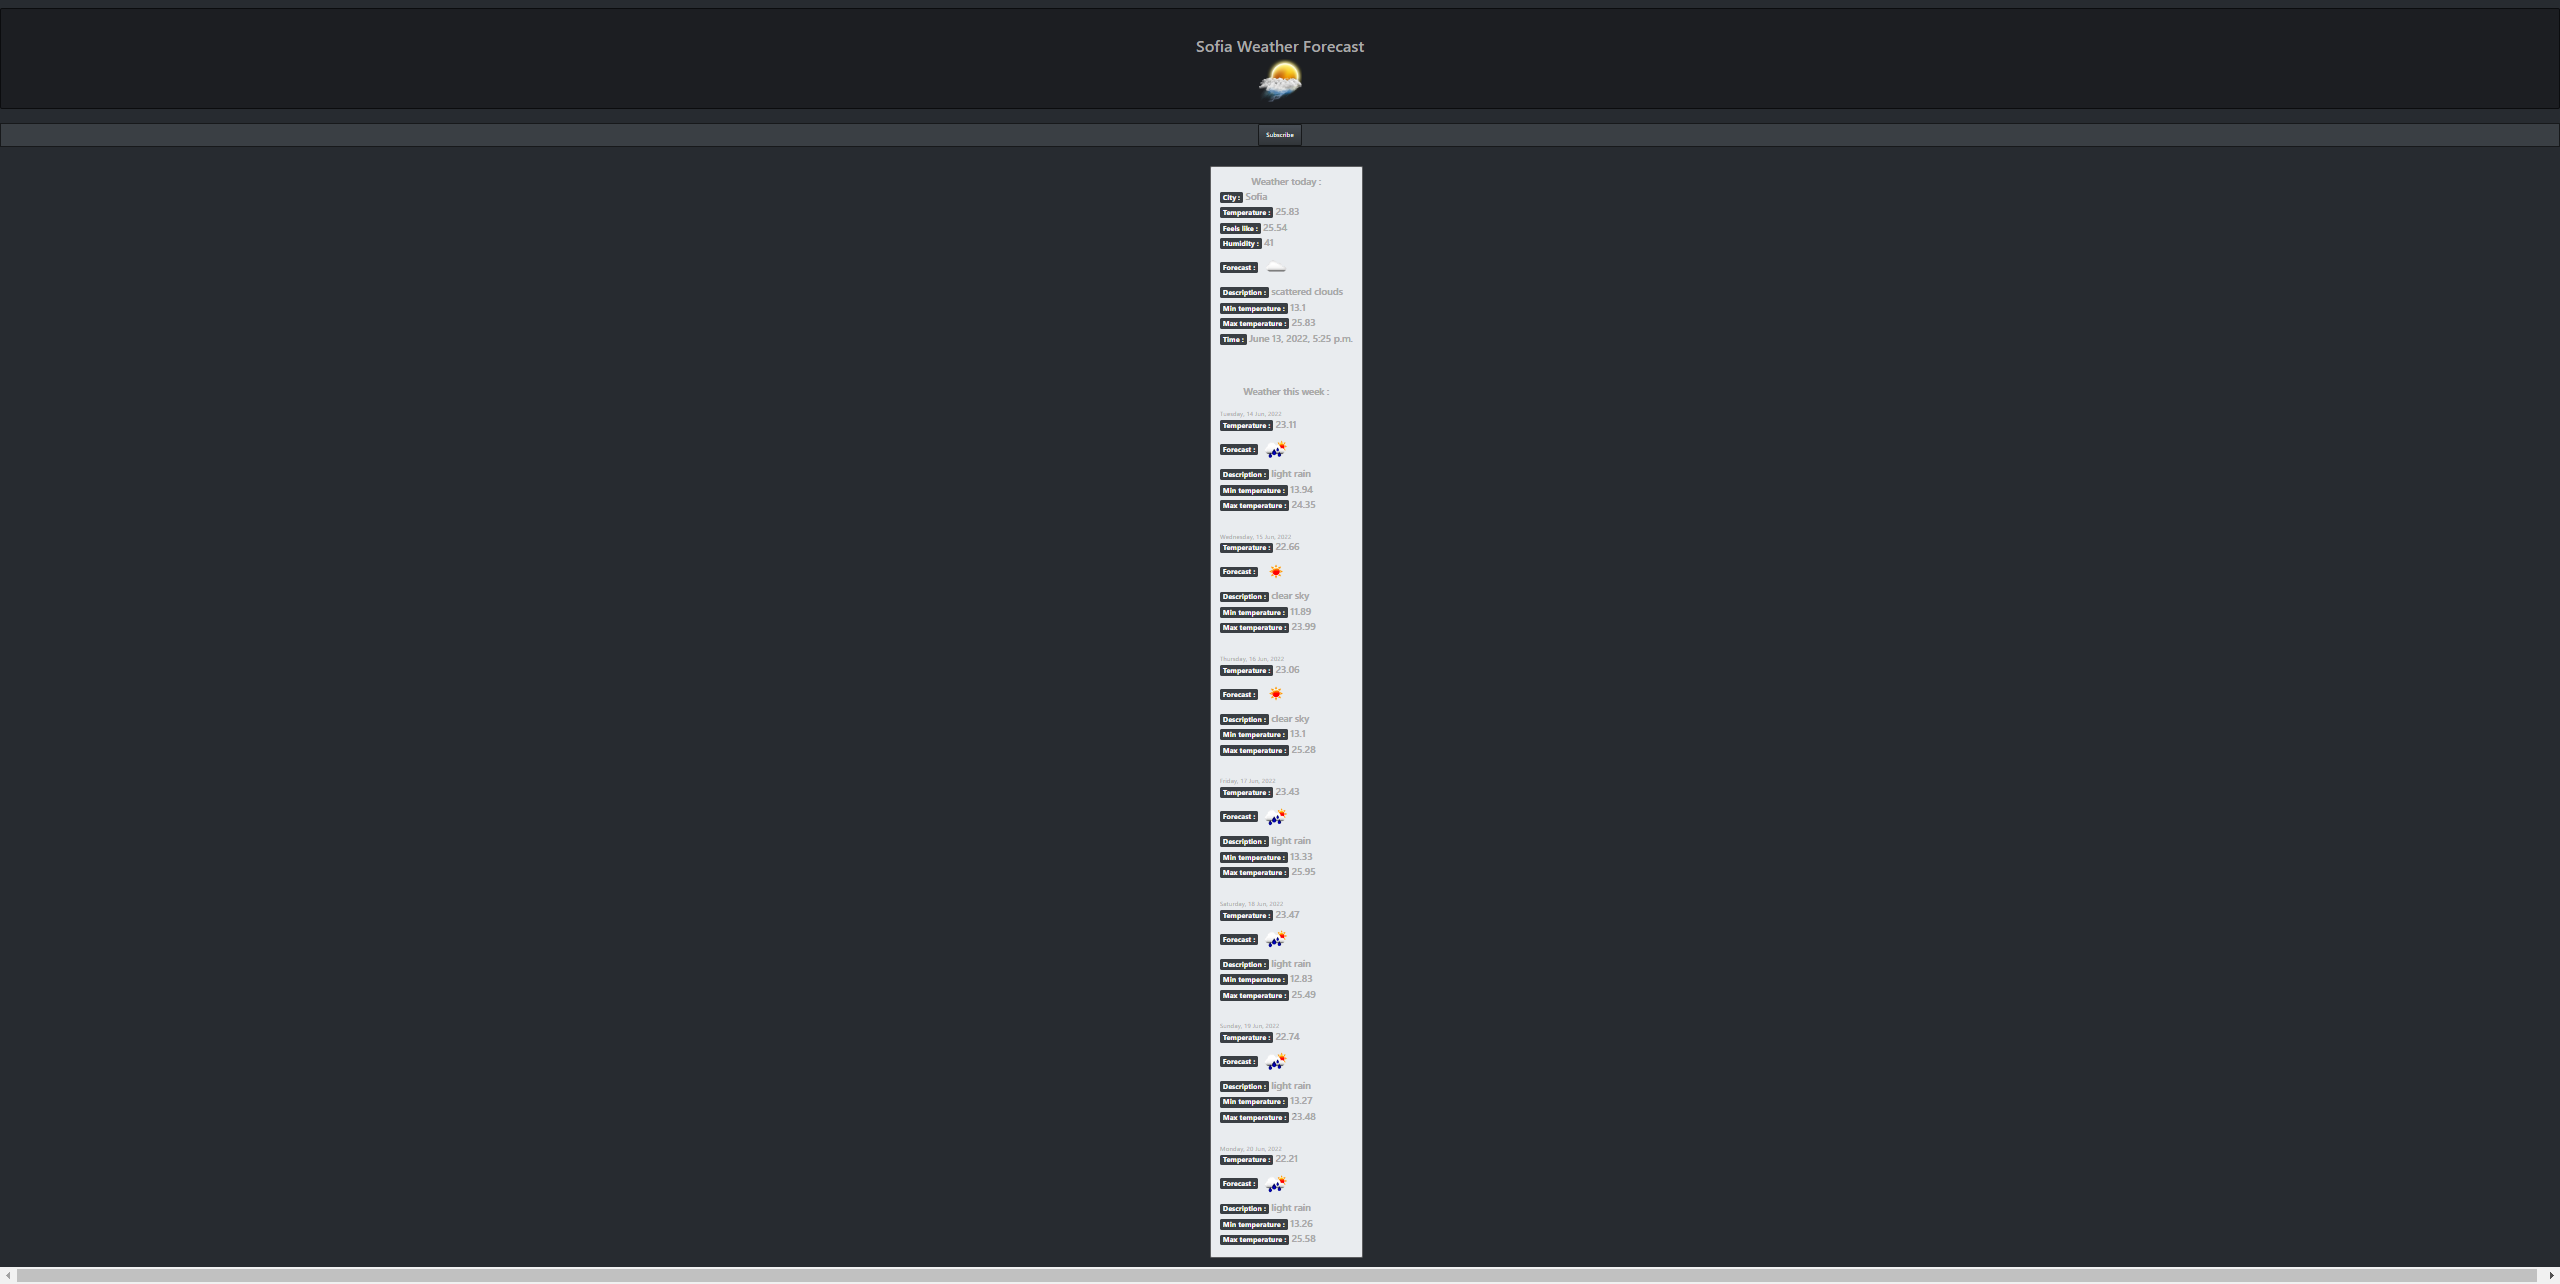 Sofia Weather Forecast
Subscribe
Weather today :
City : Sofia
Temperature : 25.83
Feels like : 25.54
Humidity : 41
Forecast :
Description : scattered clouds
Min temperature : 13.1
Max temperature : 25.83
Time : June 13, 2022, 5:25 p.m.
Weather this week :
Tuesday, 14 Jun, 2022
Temperature : 23.11
Forecast :
Description : light rain
Min temperature : 13.94
Max temperature : 24.35
Wednesday, 15 Jun, 2022
Temperature : 22.66
Forecast :
Description : clear sky
Min temperature : 11.89
Max temperature : 23.99
Thursday, 16 Jun, 2022
Temperature : 23.06
Forecast :
Description : clear sky
Min temperature : 13.1
Max temperature : 25.28
Friday, 17 Jun, 2022
Temperature : 23.43
Forecast :
Description : light rain
Min temperature : 13.33
Max temperature : 25.95
Saturday, 18 Jun, 2022
Temperature : 23.47
Forecast :
Description : light rain
Min temperature : 12.83
Max temperature : 25.49
Sunday, 19 Jun, 2022
Temperature : 22.74
Forecast :
Description : light rain
Min temperature : 13.27
Max temperature : 23.48
Monday, 20 Jun, 2022
Temperature : 22.21
Forecast :
Description : light rain
Min temperature : 13.26
Max temperature : 25.58